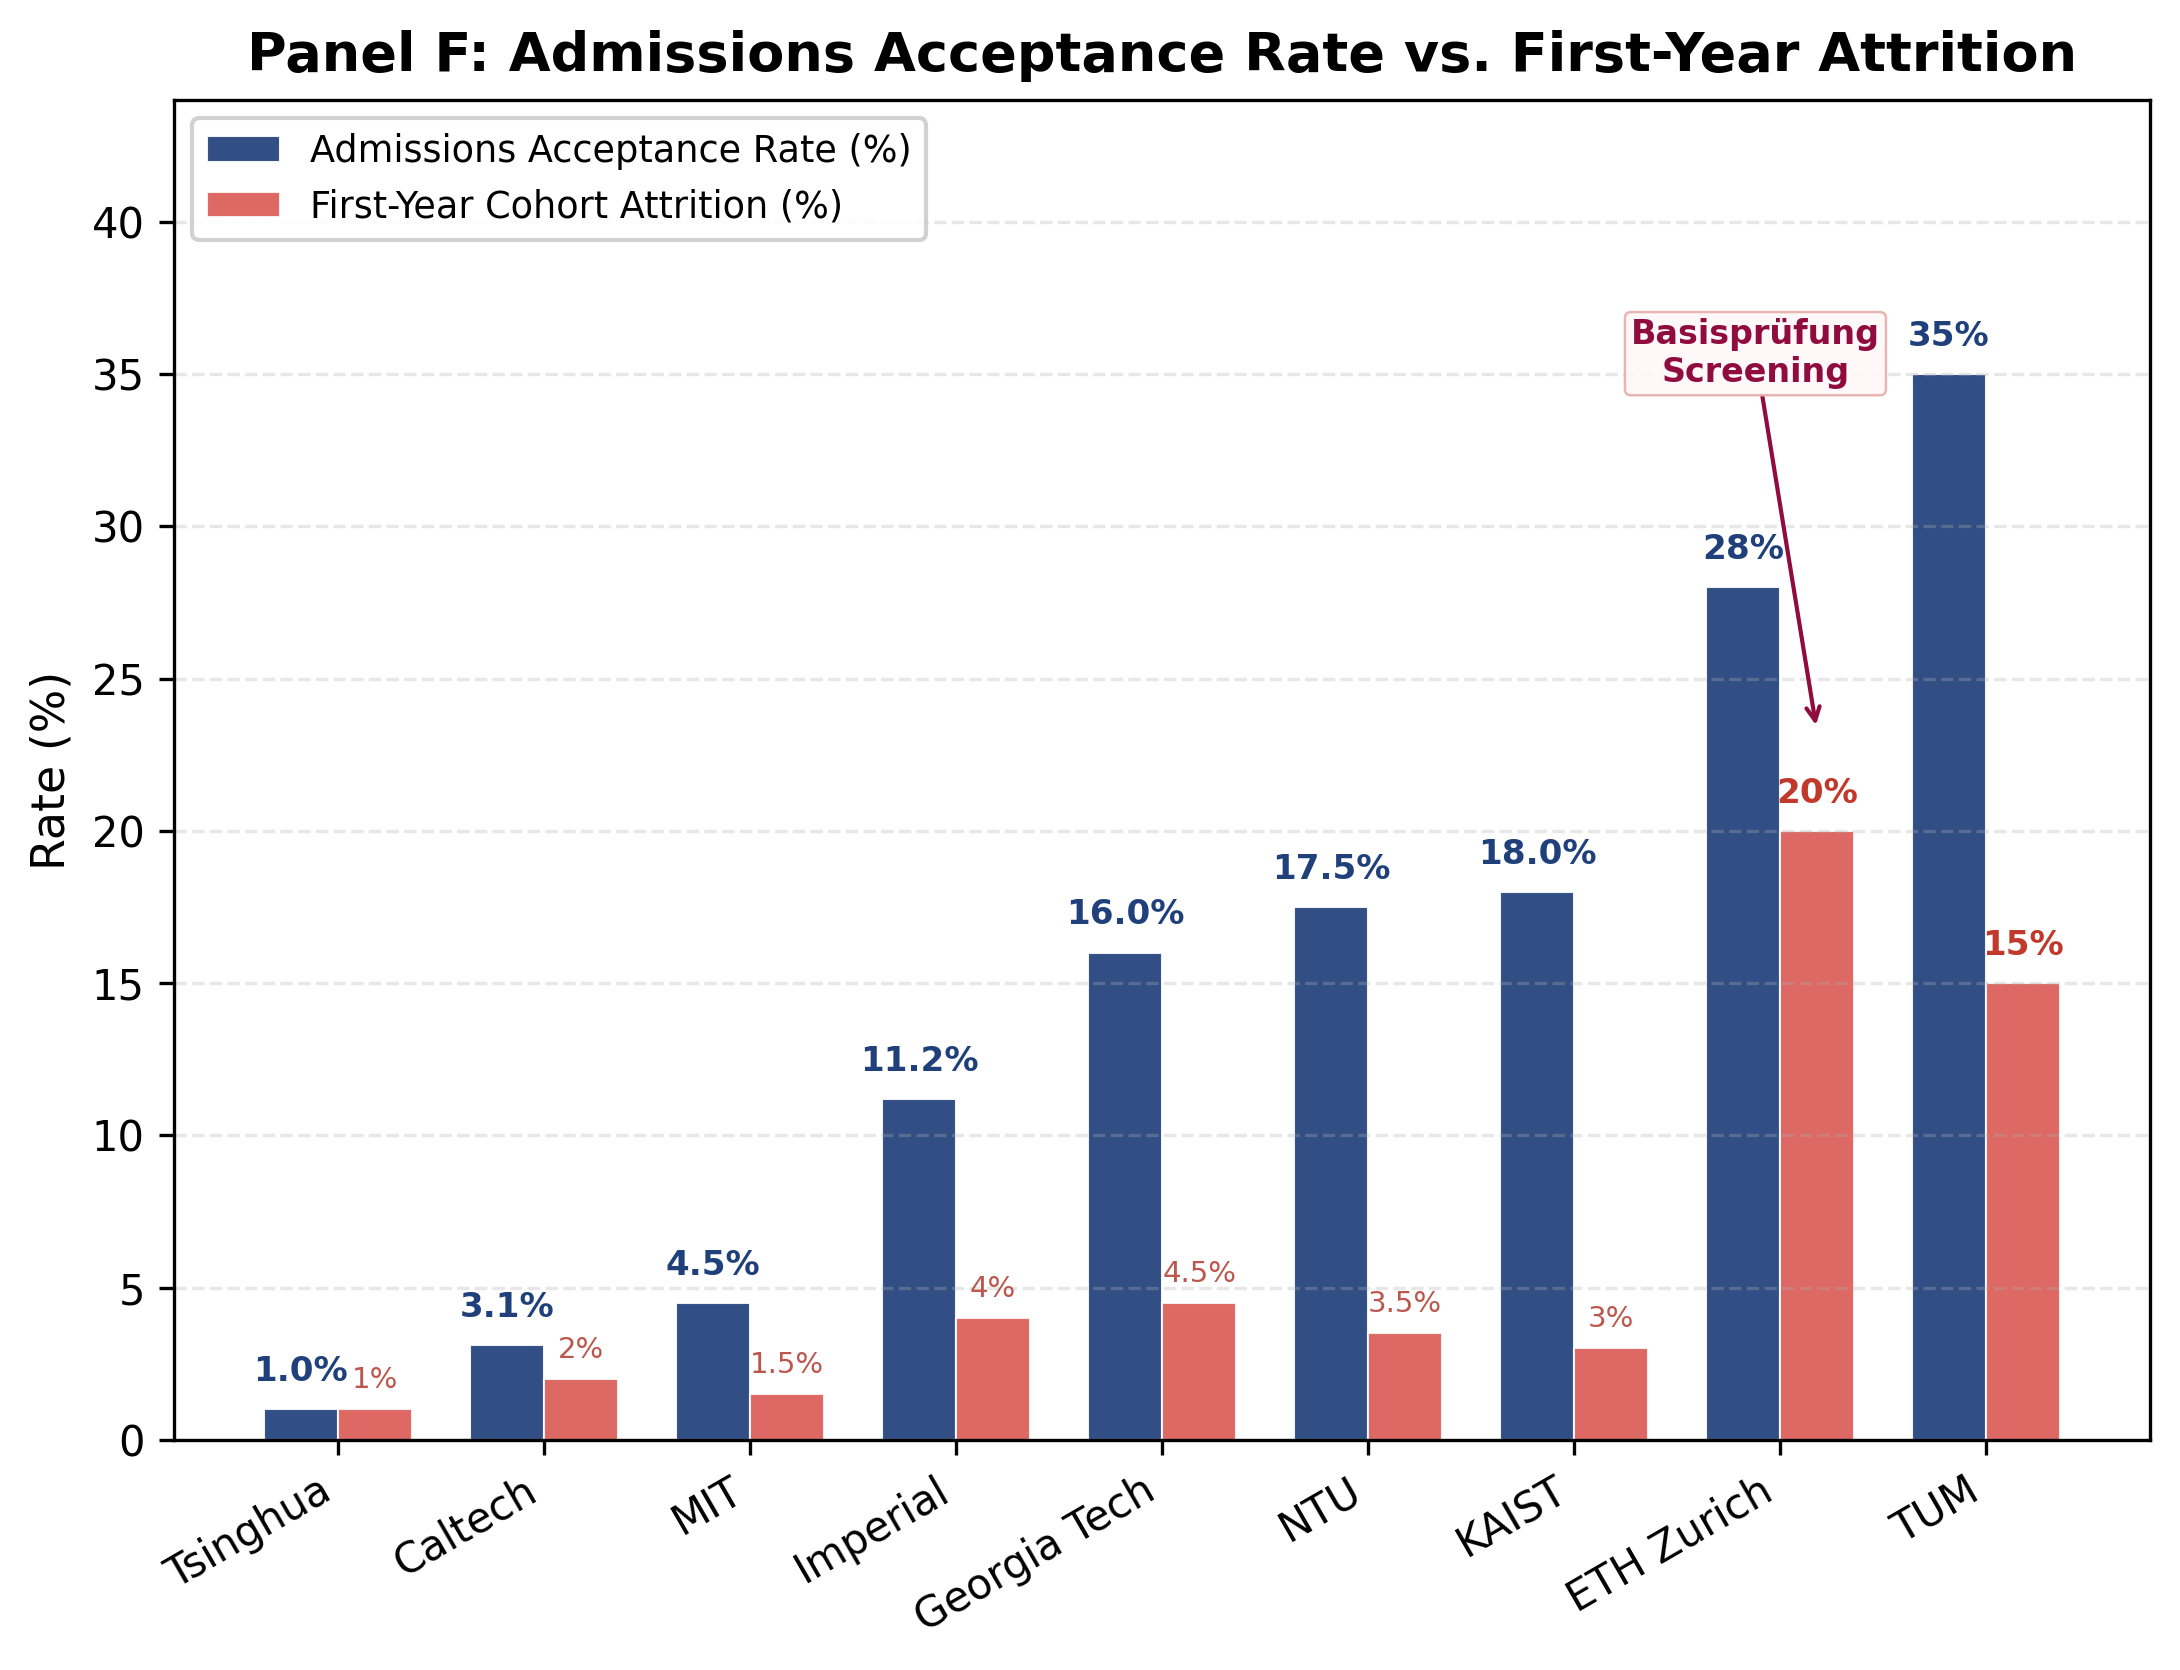 Panel F: Admissions Acceptance Rate vs. First-Year Attrition
Admissions Acceptance Rate (%)
First-Year Cohort Attrition (%)
Rate (%)
40
35
30
25
20
15
10
5
0
Basisprüfung
Screening
1.0%
1%
3.1%
2%
4.5%
1.5%
11.2%
4%
16.0%
4.5%
17.5%
3.5%
18.0%
3%
28%
20%
35%
15%
Tsinghua
Caltech
MIT
Imperial
Georgia Tech
NTU
KAIST
ETH Zurich
TUM